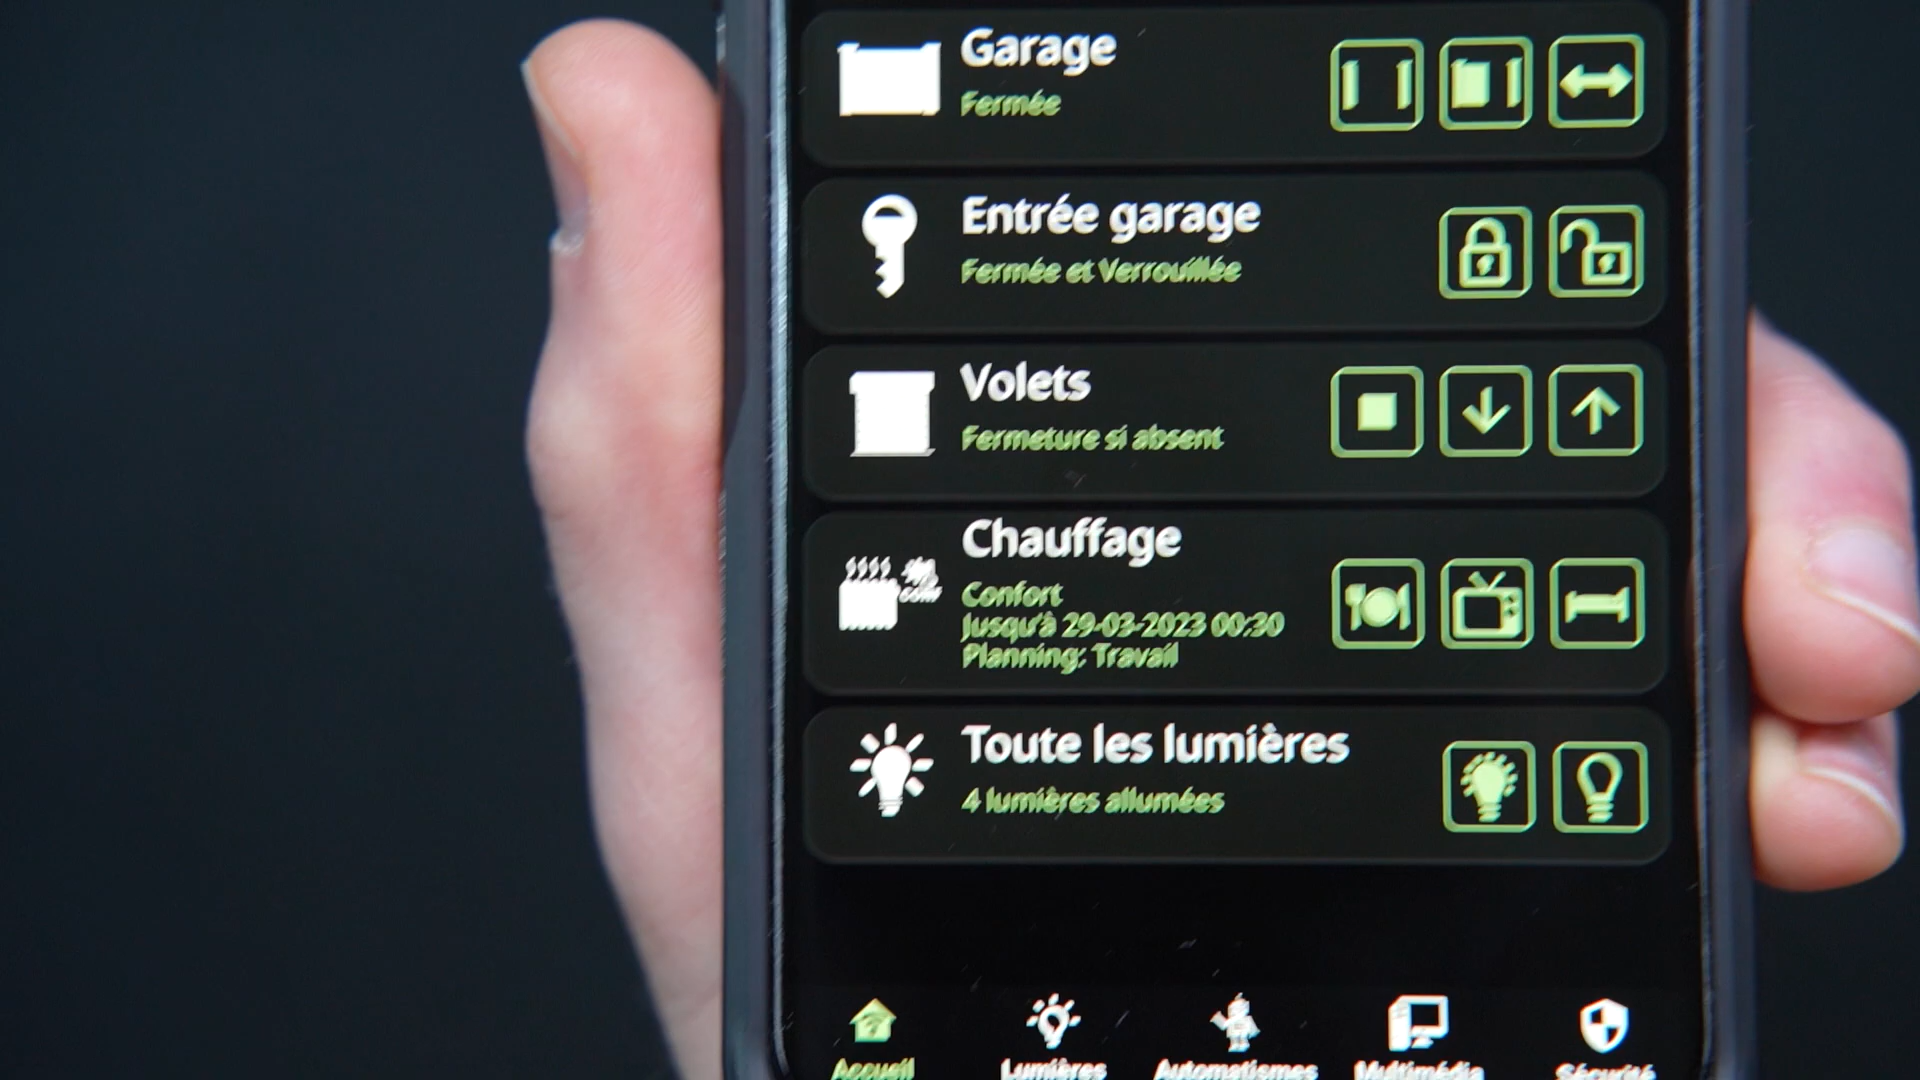 Garage
Fermée
Entrée garage
Fermée et Verrouillée
Volets
Fermeture si absent
Chauffage
Confort
Jusqu'à 29-03-2023 00:30
Planning: Travail
Toute les lumières
4 lumières allumées
Accueil Lumières Automatismes Multimédia Sécurité